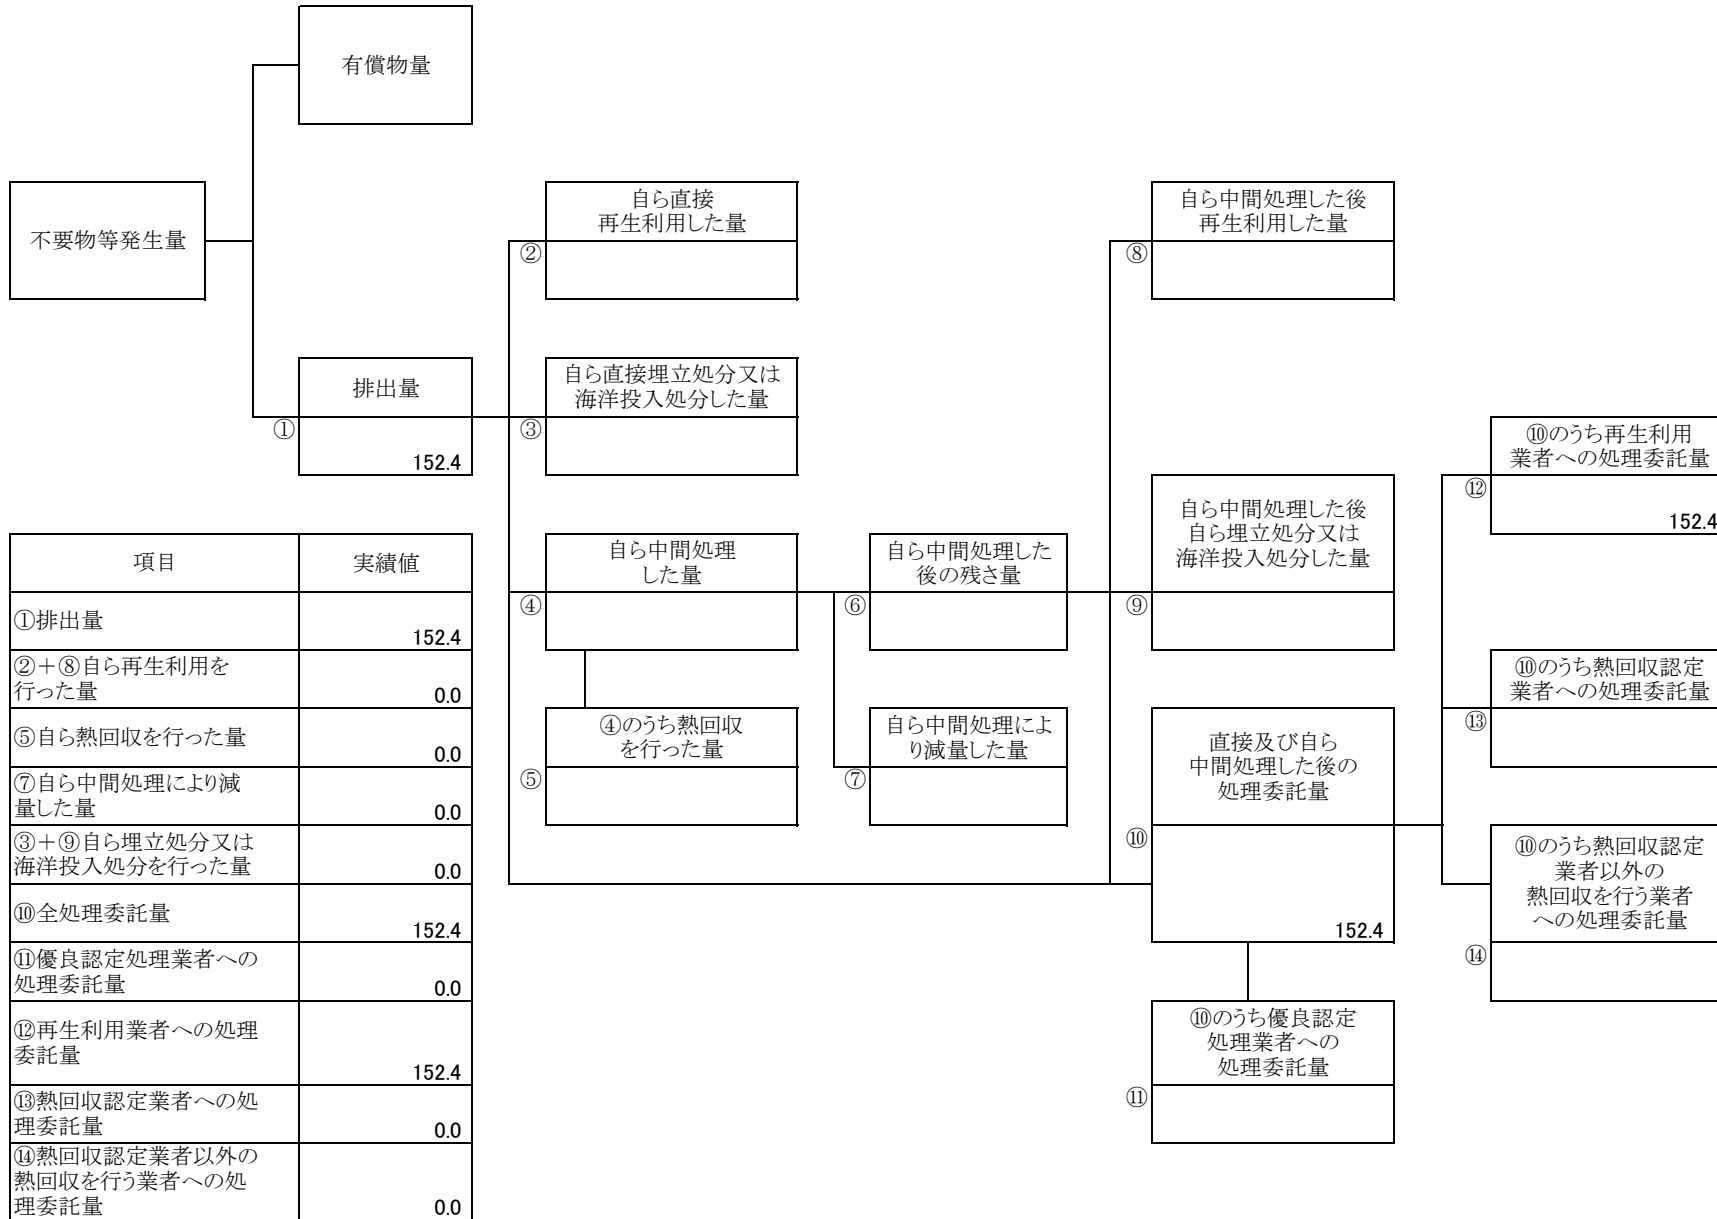 有償物量
不要物等発生量
自ら直接
再生利用した量
②
自ら中間処理した後
再生利用した量
⑧
排出量
①
152.4
自ら直接埋立処分又は
海洋投入処分した量
③
⑩のうち再生利用
業者への処理委託量
⑫
152.4
自ら中間処理した後
自ら埋立処分又は
海洋投入処分した量
⑨
自ら中間処理
した量
④
自ら中間処理した
後の残さ量
⑥
⑩のうち熱回収認定
業者への処理委託量
⑬
④のうち熱回収
を行った量
⑤
自ら中間処理によ
り減量した量
⑦
直接及び自ら
中間処理した後の
処理委託量
⑩
152.4
⑩のうち熱回収認定
業者以外の
熱回収を行う業者
への処理委託量
⑭
⑩のうち優良認定
処理業者への
処理委託量
⑪
項目 実績値
①排出量
152.4
②+⑧自ら再生利用を
行った量
0.0
⑤自ら熱回収を行った量
0.0
⑦自ら中間処理により減
量した量
0.0
③+⑨自ら埋立処分又は
海洋投入処分を行った量
0.0
⑩全処理委託量
152.4
⑪優良認定処理業者への
処理委託量
0.0
⑫再生利用業者への処理
委託量
152.4
⑬熱回収認定業者への処
理委託量
0.0
⑭熱回収認定業者以外の
熱回収を行う業者への処
理委託量
0.0